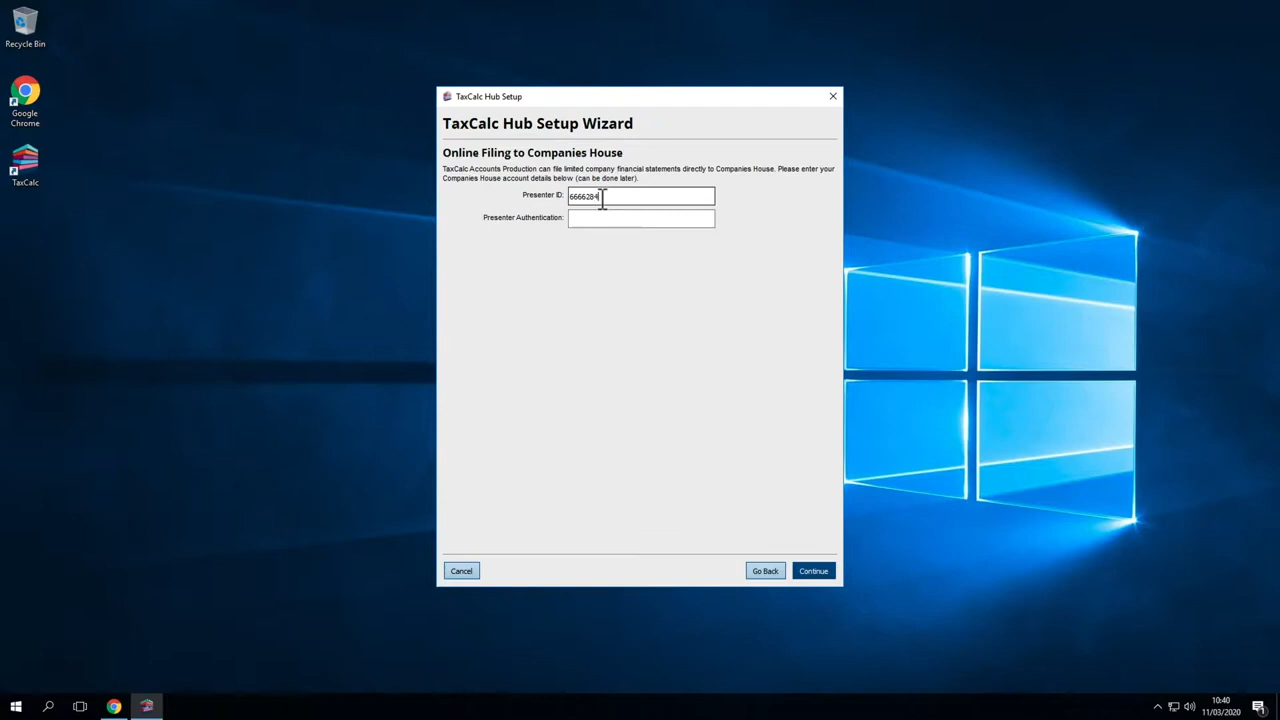 Recycle Bin
Google
Chrome
TaxCalc
TaxCalc Hub Setup
TaxCalc Hub Setup Wizard
Online Filing to Companies House
TaxCalc Accounts Production can file limited company financial statements directly to Companies House. Please enter your
Companies House account details below (can be done later).
Presenter ID: 6666284
Presenter Authentication:
Cancel
Go Back
Continue
10:40
11/03/2020